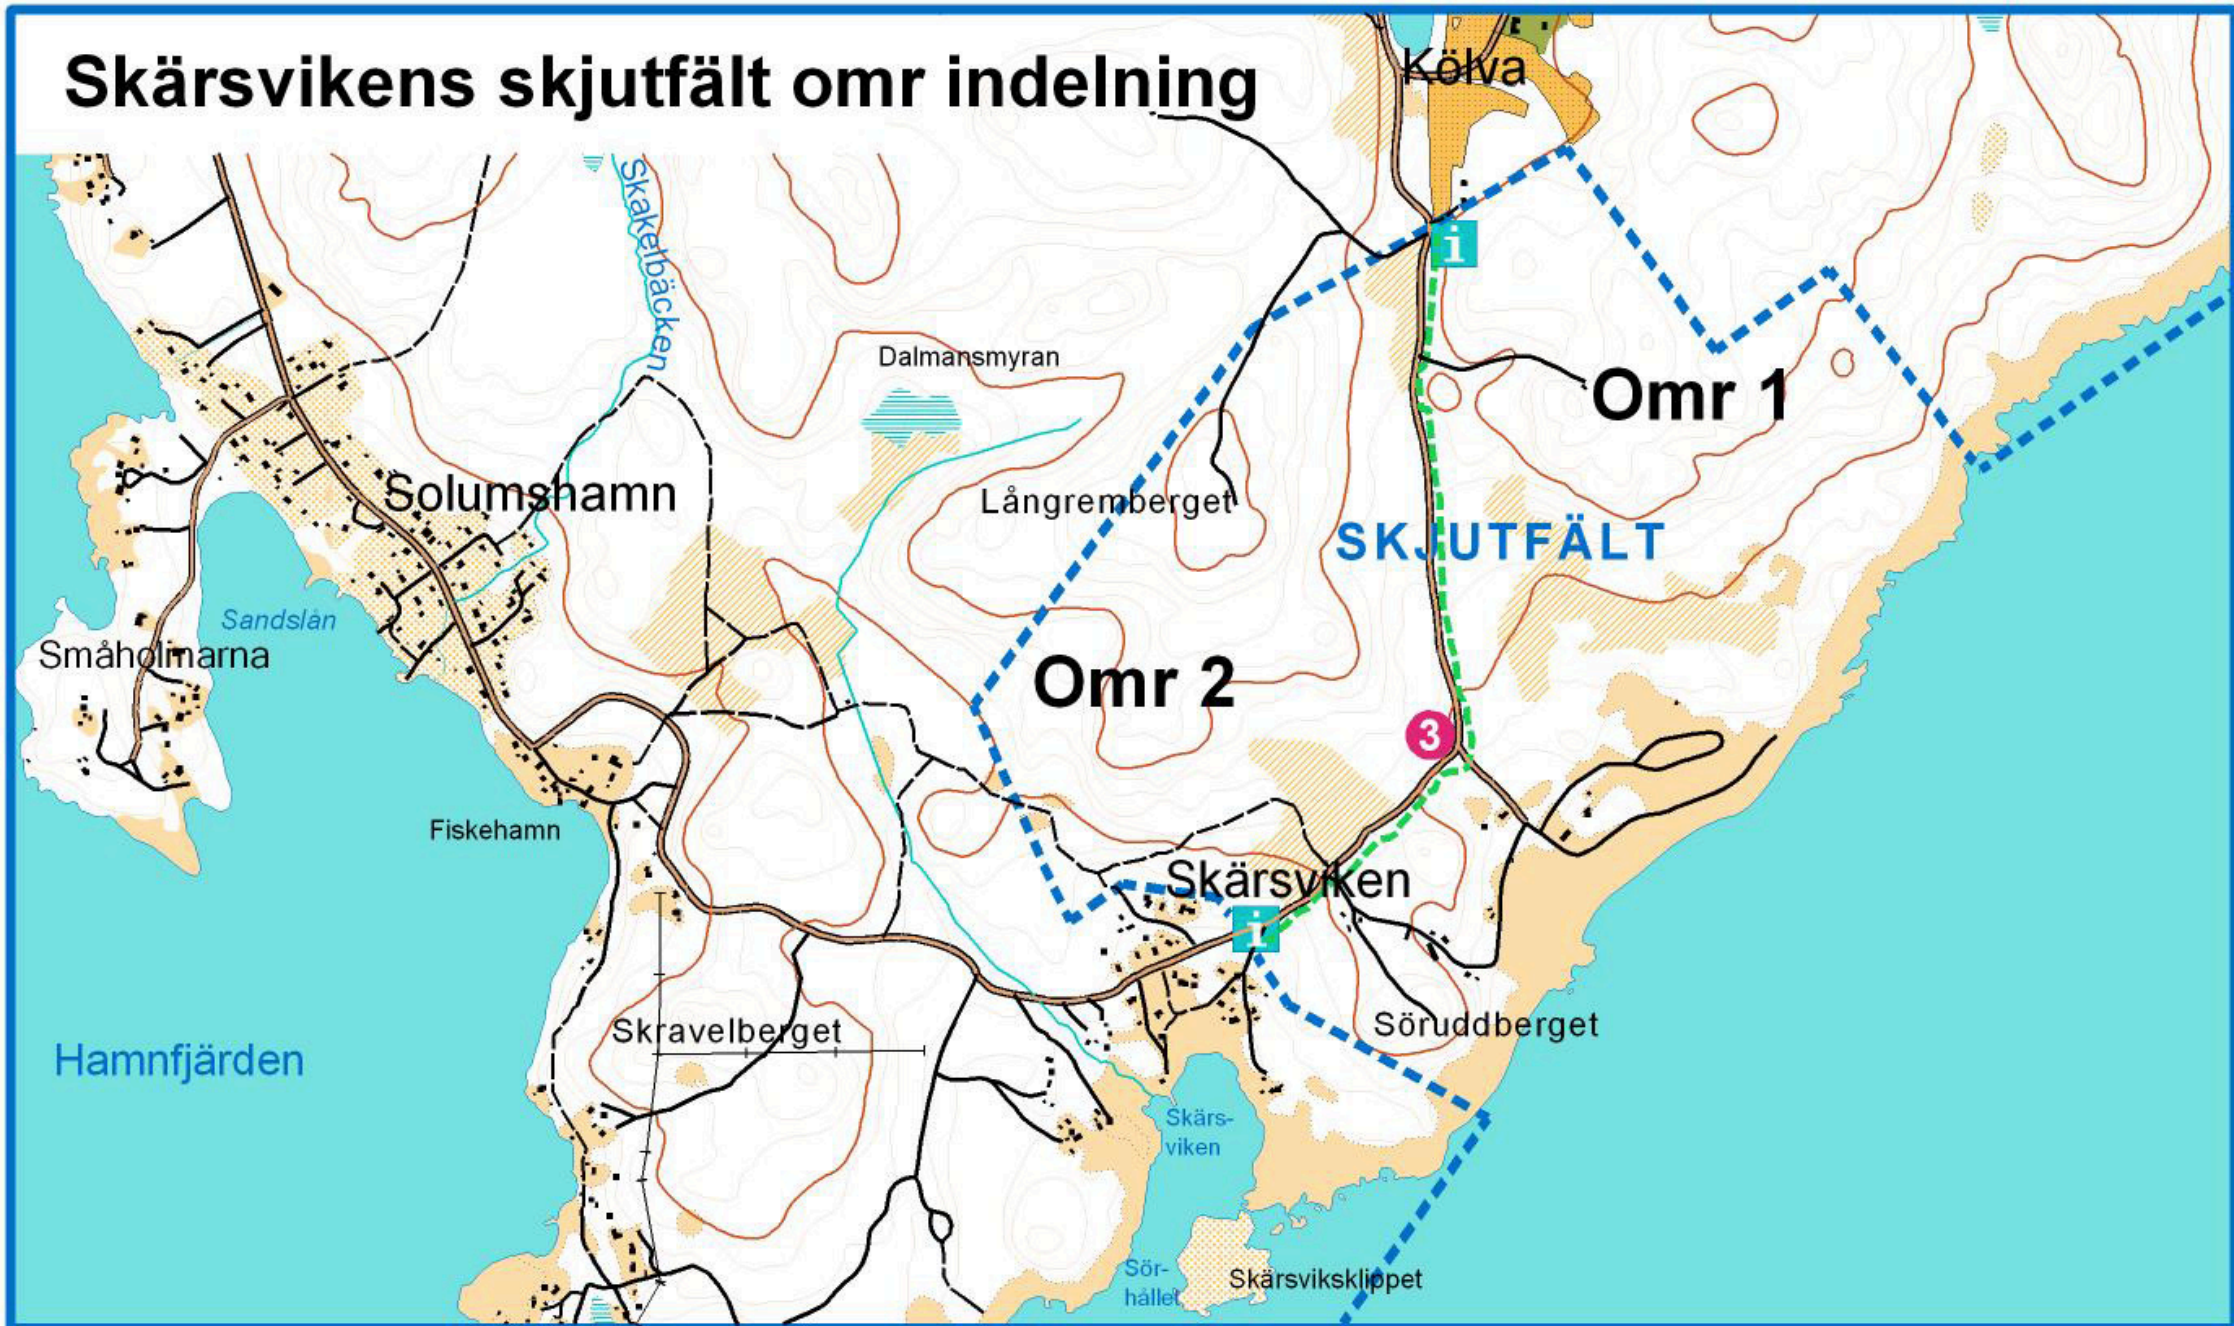 Skärsvikens skjutfält omr indelning
Kölva
Skakelbäcken
i
Dalmansmyran
Omr 1
Solumshamn
Långremberget
SKJUTFÄLT
Sandslån
Småholmarna
Omr 2
3
Fiskehamn
Skärsviken
i
Skravelberget
Söruddberget
Hamnfjärden
Skärs-
viken
Sör-
hållet
Skärsviksklippet